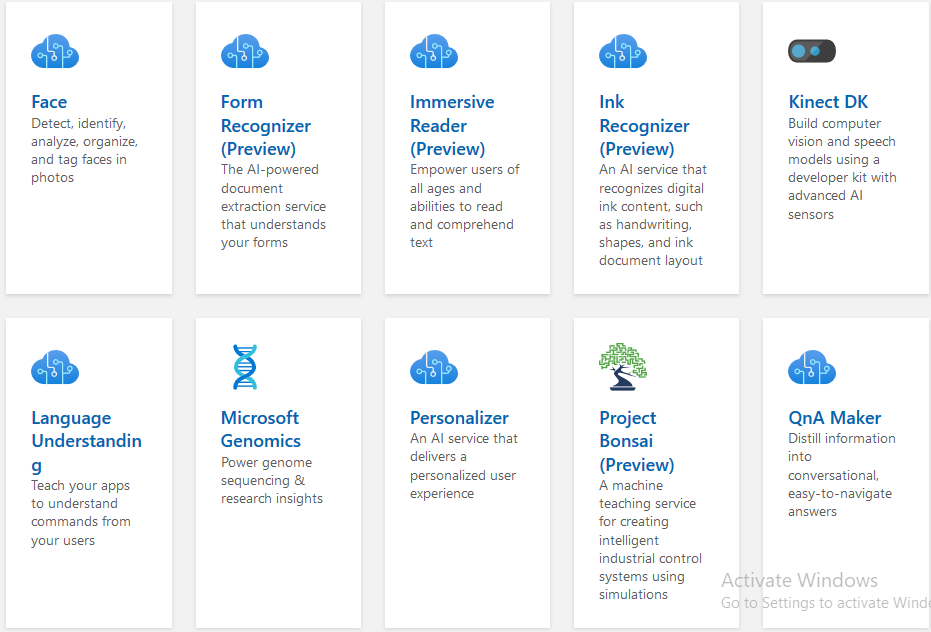 Face
Detect, identify,
analyze, organize,
and tag faces in
photos
Form
Recognizer
(Preview)
The AI-powered
document
extraction service
that understands
your forms
Immersive
Reader
(Preview)
Empower users of
all ages and
abilities to read
and comprehend
text
Ink
Recognizer
(Preview)
An AI service that
recognizes digital
ink content, such
as handwriting,
shapes, and ink
document layout
Kinect DK
Build computer
vision and speech
models using a
developer kit with
advanced AI
sensors
Language
Understandin
g
Teach your apps
to understand
commands from
your users
Microsoft
Genomics
Power genome
sequencing &
research insights
Personalizer
An AI service that
delivers a
personalized user
experience
Project
Bonsai
(Preview)
A machine
teaching service
for creating
intelligent
industrial control
systems using
simulations
QnA Maker
Distill information
into
conversational,
easy-to-navigate
answers
Activate Windows
Go to Settings to activate Windo